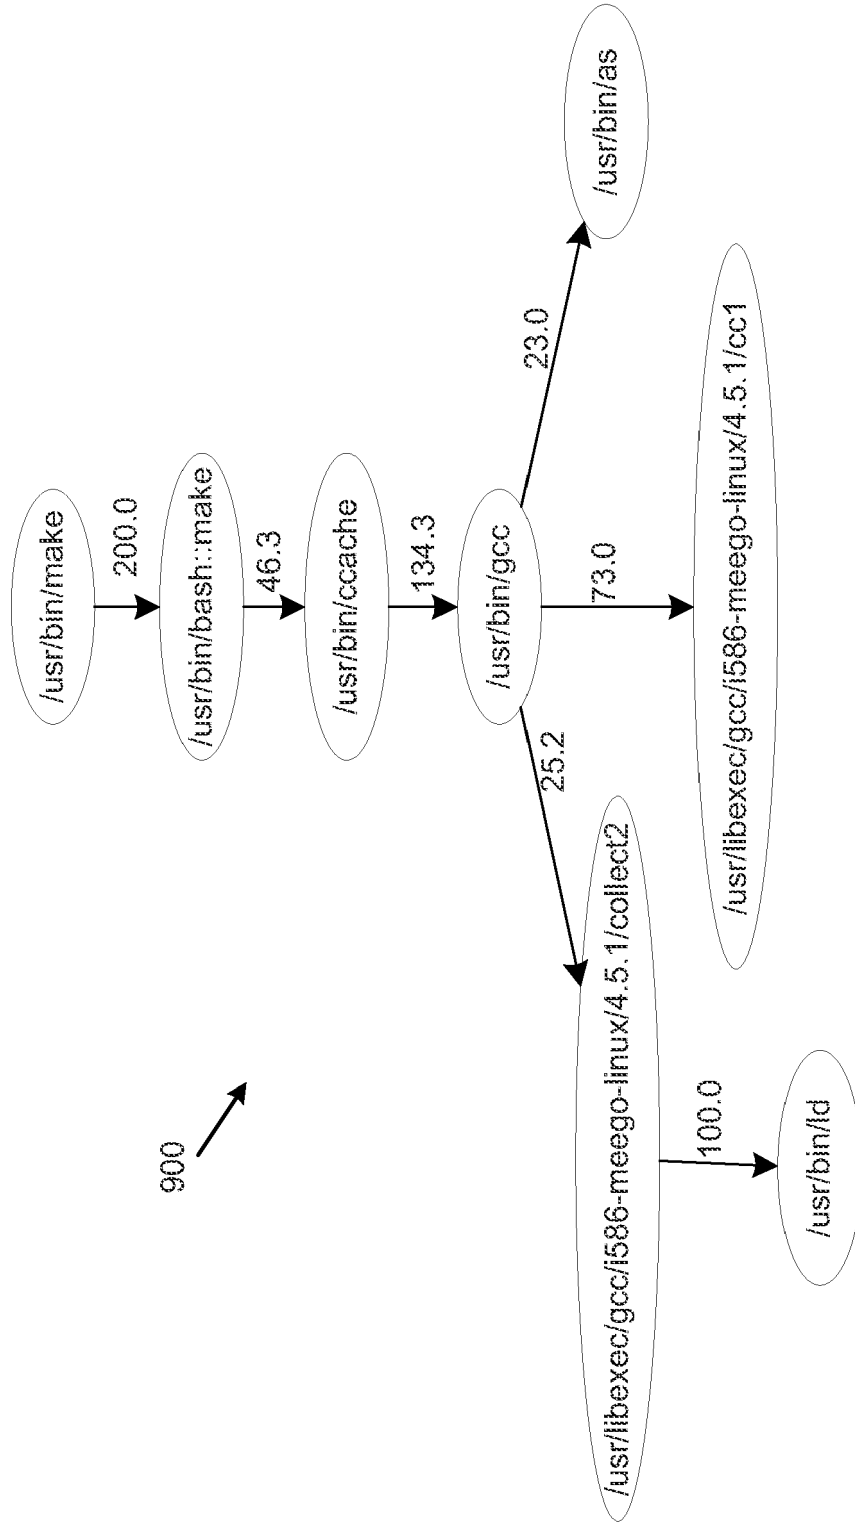 /usr/bin/make
200.0
/usr/bin/bash::make
46.3
/usr/bin/ccache
134.3
/usr/bin/gcc
25.2
73.0
23.0
/usr/libexec/gcc/i586-meego-linux/4.5.1/collect2
/usr/libexec/gcc/i586-meego-linux/4.5.1/cc1
/usr/bin/as
100.0
/usr/bin/ld
900